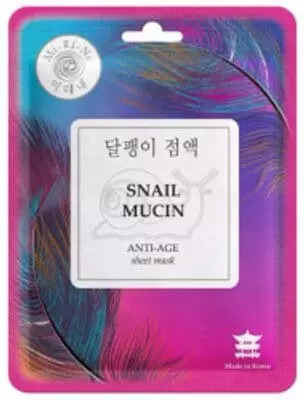 Mi-Ri-Ne
미리내
달팽이 점액
SNAIL
MUCIN
ANTI-AGE
sheet mask
Made in Korea